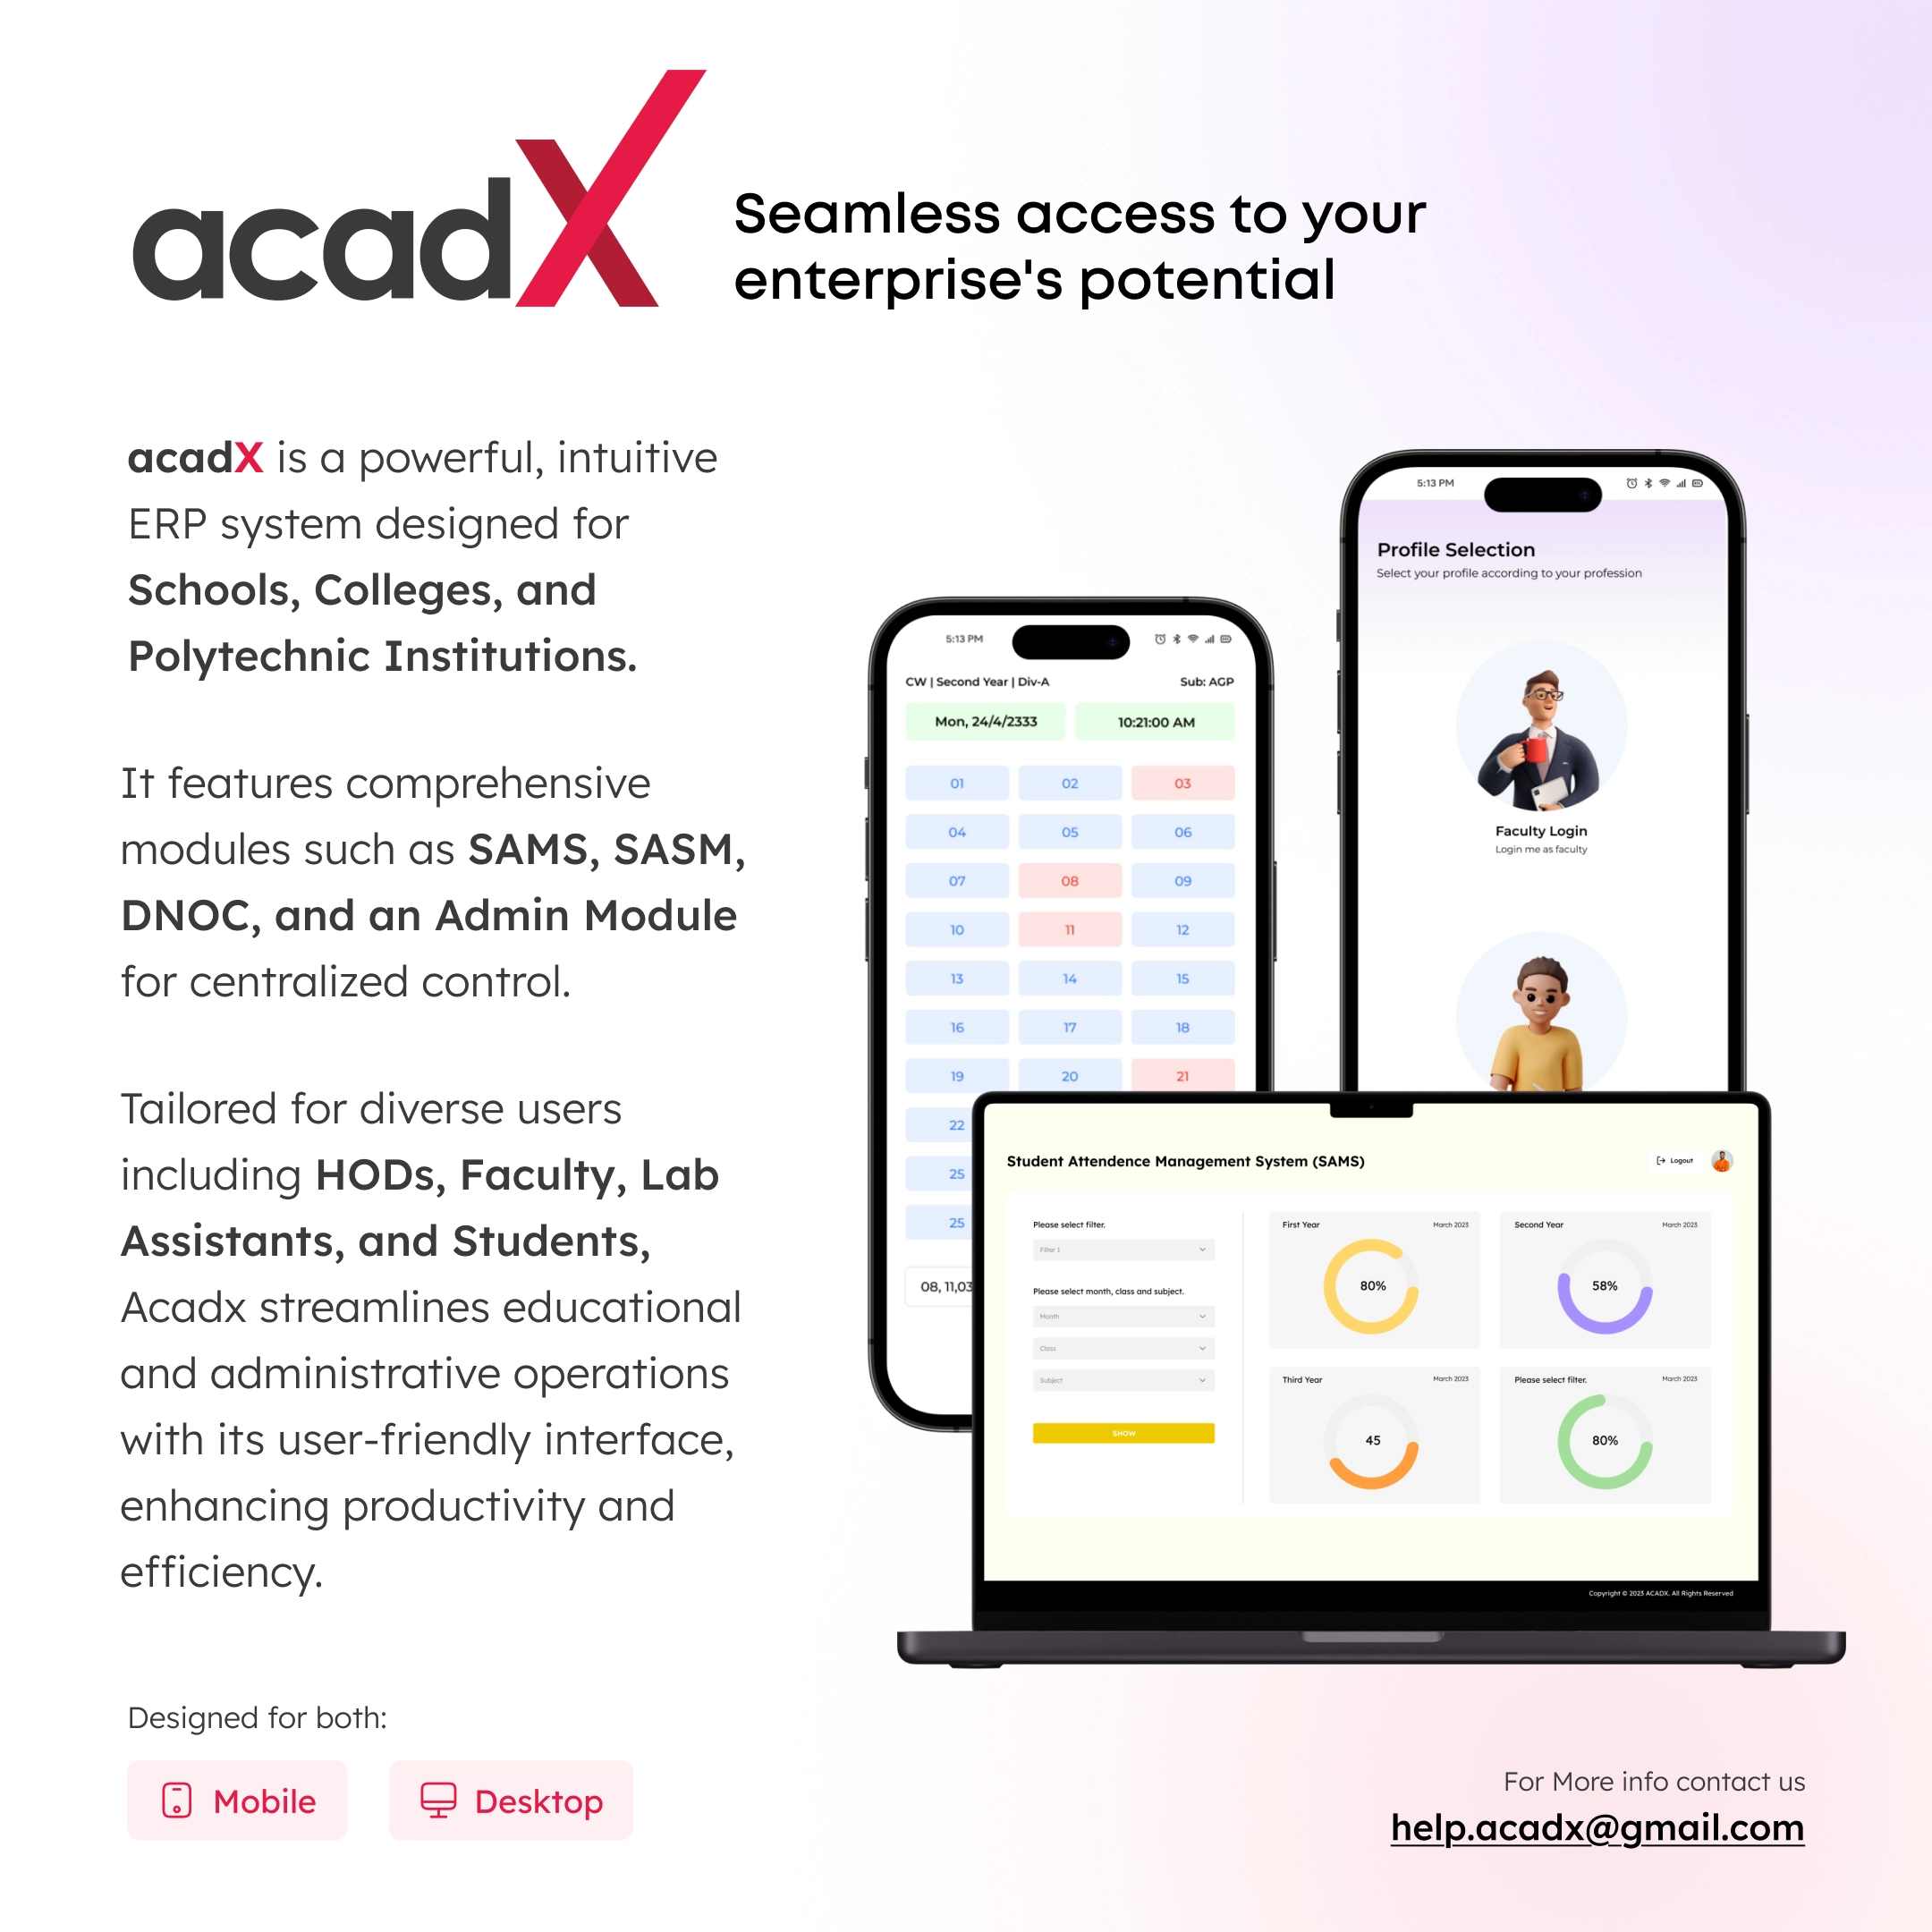 acadX
Seamless access to your
enterprise's potential
acadX is a powerful, intuitive
ERP system designed for
Schools, Colleges, and
Polytechnic Institutions.
It features comprehensive
modules such as SAMS, SASM,
DNOC, and an Admin Module
for centralized control.
Tailored for diverse users
including HODs, Faculty, Lab
Assistants, and Students,
Acadx streamlines educational
and administrative operations
with its user-friendly interface,
enhancing productivity and
efficiency.
Designed for both:
Mobile Desktop
5:13 PM
CW | Second Year | Div-A Sub: AGP
Mon, 24/4/2333 10:21:00 AM
01 02 03
04 05 06
07 08 09
10 11 12
13 14 15
16 17 18
19 20 21
22
25
25
08, 11,03
5:13 PM
Profile Selection
Select your profile according to your profession
Faculty Login
Login me as faculty
Student Attendence Management System (SAMS)
Logout
Please select filter.
Filter 1
Please select month, class and subject.
Month
Class
Subject
SHOW
First Year March 2023
80%
Second Year March 2023
58%
Third Year March 2023
45
Please select filter. March 2023
80%
Copyright © 2023 ACADX. All Rights Reserved
For More info contact us
help.acadx@gmail.com